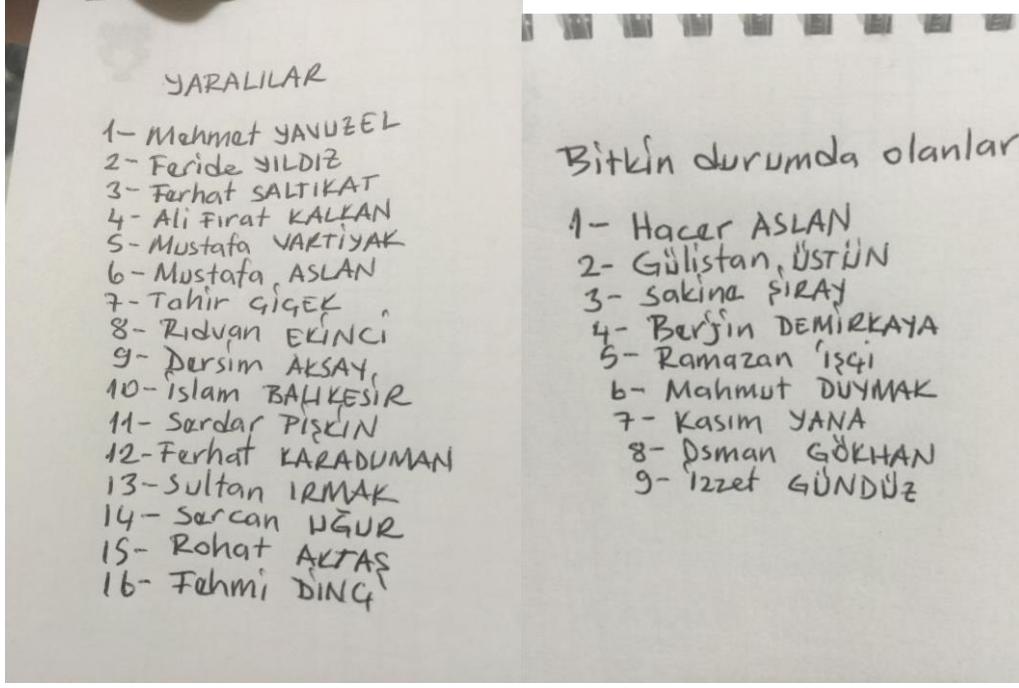 YARALILAR
1- Mehmet YAVUZEL
2- Feride YILDIZ
3- Ferhat SALTIKAT
4- Ali Fırat KALKAN
5- Mustafa VARTİYAK
6- Mustafa ASLAN
7- Tahir ÇİÇEK
8- Rıdvan EKİNCİ
9- Dersim AKSAY
10- İslam BALIKESİR
11- Serdar PİŞKİN
12- Ferhat KARADUMAN
13- Sultan IRMAK
14- Sercan UĞUR
15- Rohat AKTAŞ
16- Fehmi DİNÇ
Bitkin durumda olanlar
1- Hacer ASLAN
2- Gülistan ÜSTÜN
3- Sakine ŞIRAY
4- Berjin DEMİRKAYA
5- Ramazan İŞÇİ
6- Mahmut DUYMAK
7- Kasım YANA
8- Osman GÖKHAN
9- İzzet GÜNDÜZ